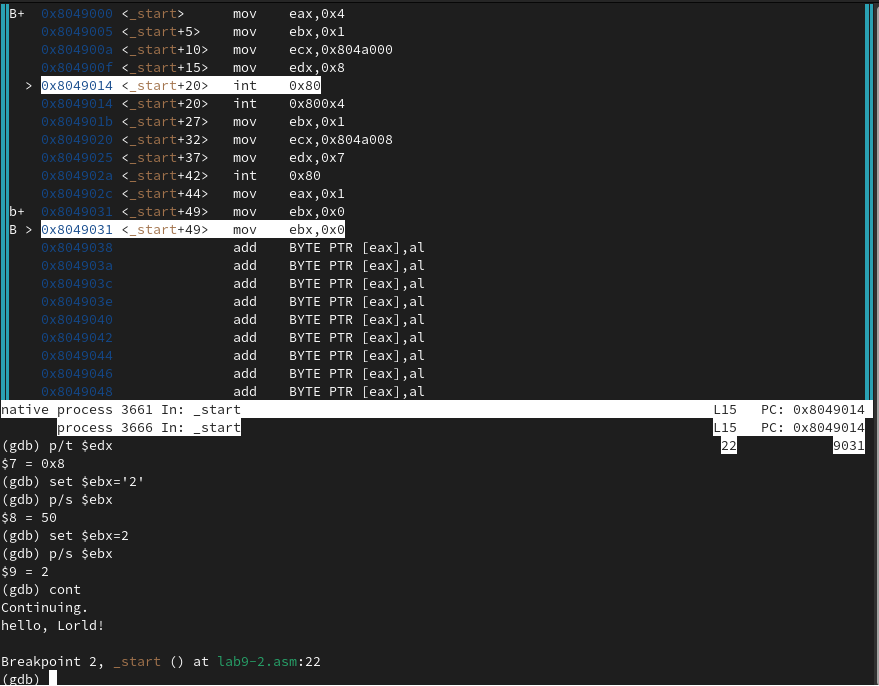 B+ 0x8049000 <_start> mov eax,0x4
0x8049005 <_start+5> mov ebx,0x1
0x804900a <_start+10> mov ecx,0x804a000
0x804900f <_start+15> mov edx,0x8
> 0x8049014 <_start+20> int 0x80
0x8049014 <_start+20> int 0x800x4
0x804901b <_start+27> mov ebx,0x1
0x8049020 <_start+32> mov ecx,0x804a008
0x8049025 <_start+37> mov edx,0x7
0x804902a <_start+42> int 0x80
0x804902c <_start+44> mov eax,0x1
b+ 0x8049031 <_start+49> mov ebx,0x0
B > 0x8049031 <_start+49> mov ebx,0x0
0x8049038 add BYTE PTR [eax],al
0x804903a add BYTE PTR [eax],al
0x804903c add BYTE PTR [eax],al
0x804903e add BYTE PTR [eax],al
0x8049040 add BYTE PTR [eax],al
0x8049042 add BYTE PTR [eax],al
0x8049044 add BYTE PTR [eax],al
0x8049046 add BYTE PTR [eax],al
0x8049048 add BYTE PTR [eax],al
native process 3661 In: _start L15 PC: 0x8049014
process 3666 In: _start L15 PC: 0x8049014
(gdb) p/t $edx 22 9031
$7 = 0x8
(gdb) set $ebx='2'
(gdb) p/s $ebx
$8 = 50
(gdb) set $ebx=2
(gdb) p/s $ebx
$9 = 2
(gdb) cont
Continuing.
hello, Lorld!
Breakpoint 2, _start () at lab9-2.asm:22
(gdb)